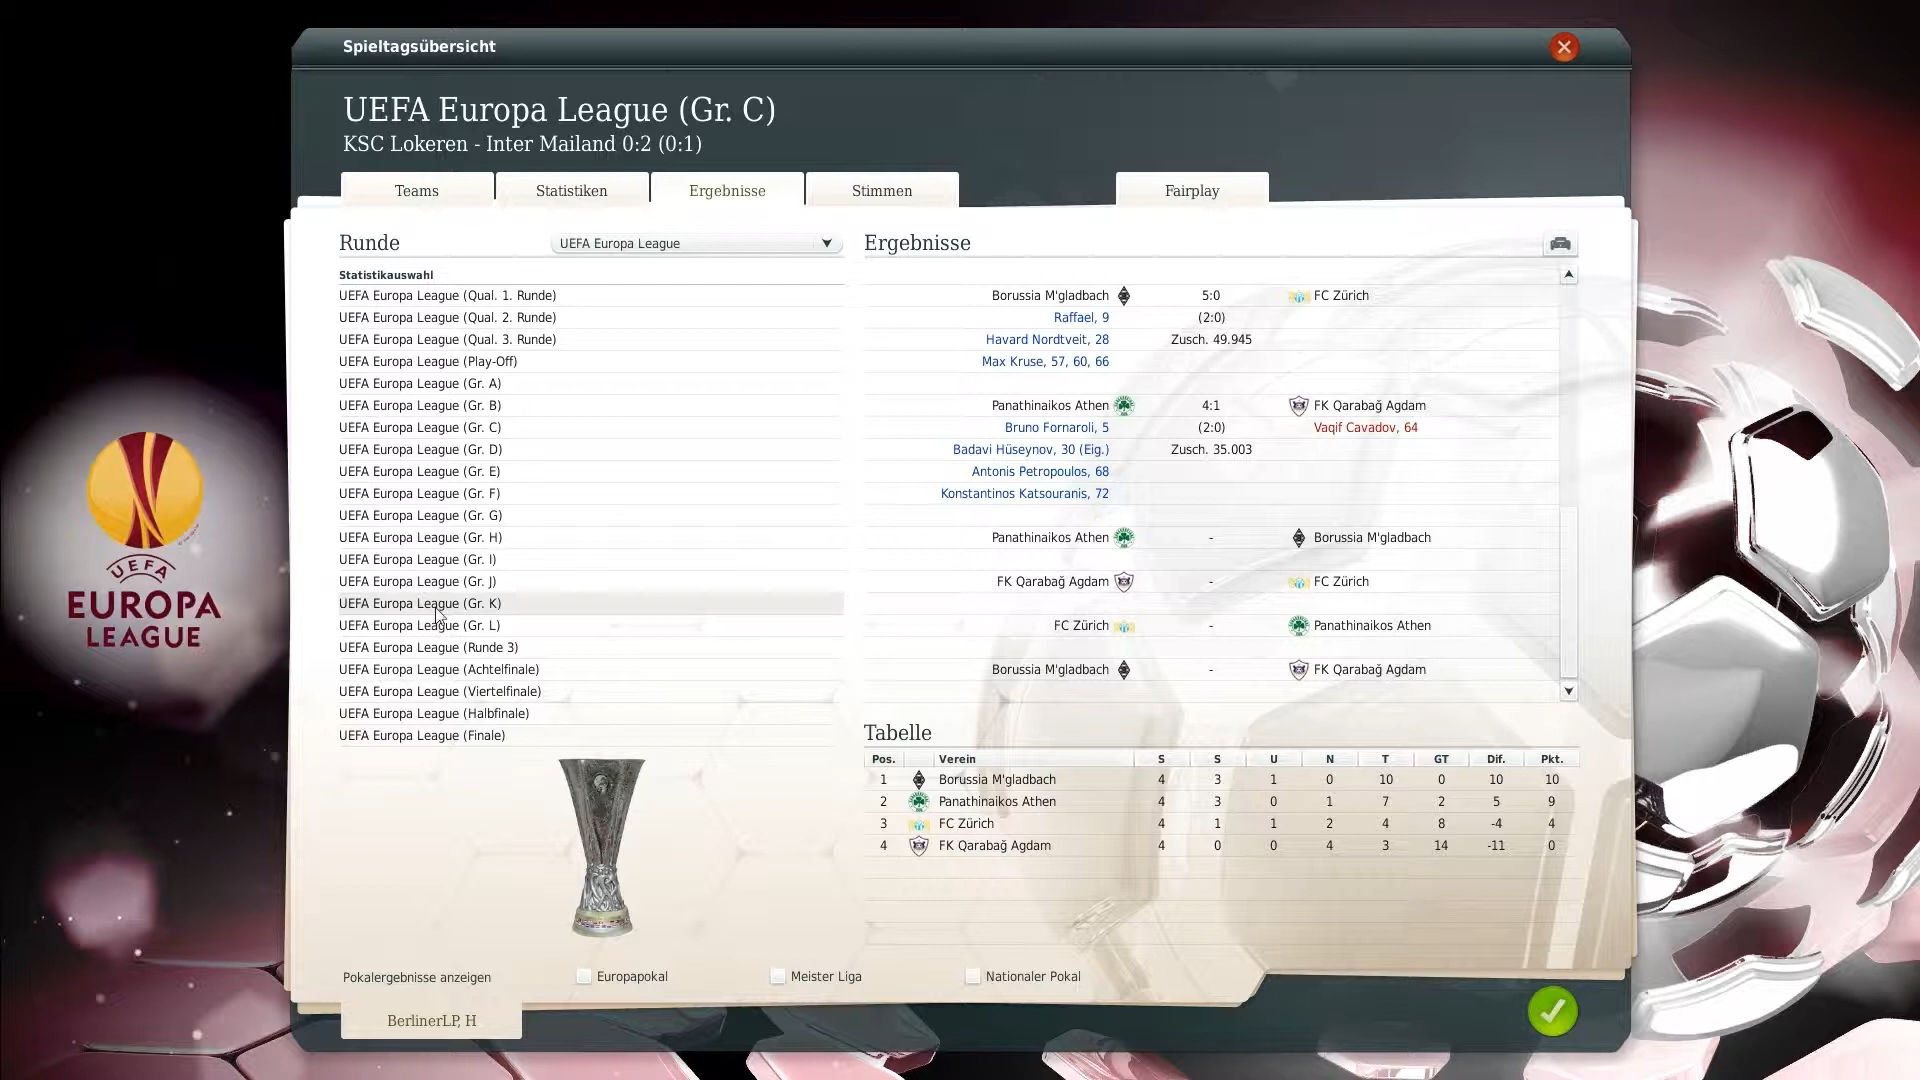 Spieltagsübersicht
UEFA Europa League (Gr. C)
KSC Lokeren - Inter Mailand 0:2 (0:1)
Teams
Statistiken
Ergebnisse
Stimmen
Fairplay
Runde
UEFA Europa League
Statistikauswahl
UEFA Europa League (Qual. 1. Runde)
UEFA Europa League (Qual. 2. Runde)
UEFA Europa League (Qual. 3. Runde)
UEFA Europa League (Play-Off)
UEFA Europa League (Gr. A)
UEFA Europa League (Gr. B)
UEFA Europa League (Gr. C)
UEFA Europa League (Gr. D)
UEFA Europa League (Gr. E)
UEFA Europa League (Gr. F)
UEFA Europa League (Gr. G)
UEFA Europa League (Gr. H)
UEFA Europa League (Gr. I)
UEFA Europa League (Gr. J)
UEFA Europa League (Gr. K)
UEFA Europa League (Gr. L)
UEFA Europa League (Runde 3)
UEFA Europa League (Achtelfinale)
UEFA Europa League (Viertelfinale)
UEFA Europa League (Halbfinale)
UEFA Europa League (Finale)
Ergebnisse
Borussia M'gladbach 5:0 FC Zürich
Raffael, 9 (2:0)
Havard Nordtveit, 28 Zusch. 49.945
Max Kruse, 57, 60, 66
Panathinaikos Athen 4:1 FK Qarabağ Agdam
Bruno Fornaroli, 5 (2:0) Vaqif Cavadov, 64
Badavi Hüseynov, 30 (Eig.) Zusch. 35.003
Antonis Petropoulos, 68
Konstantinos Katsouranis, 72
Panathinaikos Athen - Borussia M'gladbach
FK Qarabağ Agdam - FC Zürich
FC Zürich - Panathinaikos Athen
Borussia M'gladbach - FK Qarabağ Agdam
Tabelle
Pos. Verein S S U N T GT Dif. Pkt.
1 Borussia M'gladbach 4 3 1 0 10 0 10 10
2 Panathinaikos Athen 4 3 0 1 7 2 5 9
3 FC Zürich 4 1 1 2 4 8 -4 4
4 FK Qarabağ Agdam 4 0 0 4 3 14 -11 0
Pokalergebnisse anzeigen
Europapokal
Meister Liga
Nationaler Pokal
BerlinerLP, H
UEFA
EUROPA
LEAGUE